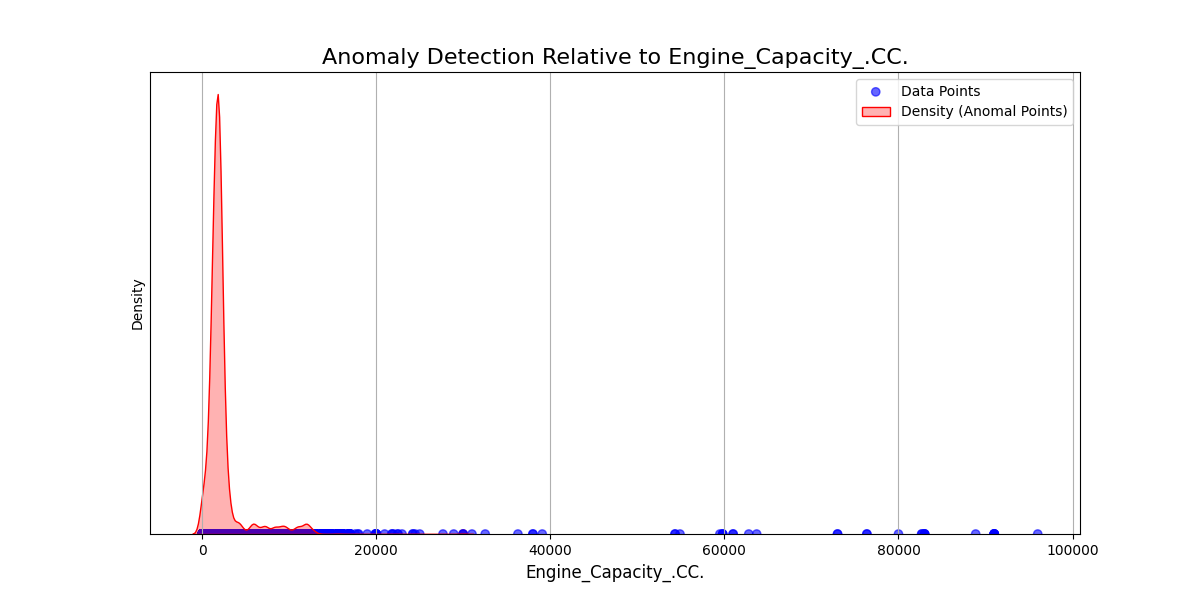 Anomaly Detection Relative to Engine_Capacity_.CC.
Data Points
Density (Anomal Points)
Density
0
20000
40000
60000
80000
100000
Engine_Capacity_.CC.